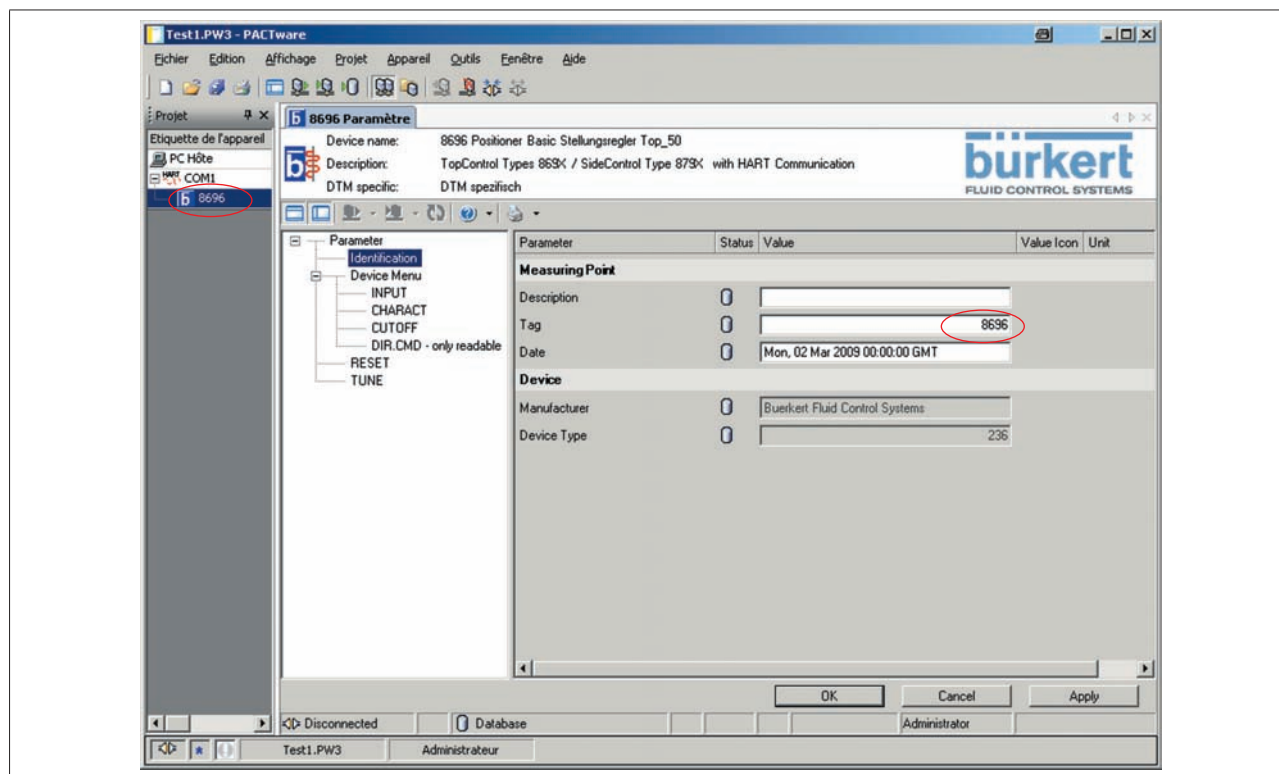 Test1.PW3 - PACTware
Fichier Edition Affichage Projet Appareil Outils Fenêtre Aide
Projet
Etiquette de l'appareil
PC Hôte
HART COM1
8696
8696 Paramètre
Device name: 8696 Positioner Basic Stellungsregler Top_50
Description: TopControl Types 869X / SideControl Type 879X with HART Communication
DTM specific: DTM spezifisch
bürkert
FLUID CONTROL SYSTEMS
Parameter
Identification
Device Menu
INPUT
CHARACT
CUTOFF
DIR.CMD - only readable
RESET
TUNE
Parameter Status Value Value Icon Unit
Measuring Point
Description
Tag 8696
Date Mon, 02 Mar 2009 00:00:00 GMT
Device
Manufacturer Buerkert Fluid Control Systems
Device Type 236
OK Cancel Apply
Disconnected Database Administrator
Test1.PW3 Administrateur